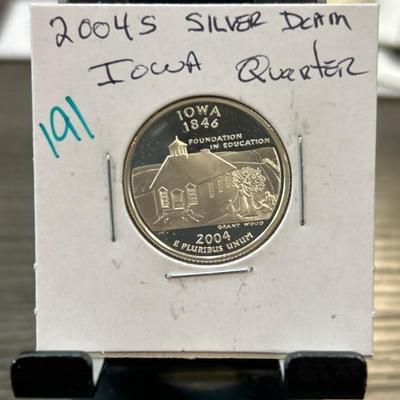 2004S SILVER DCAM
IOWA QUARTER
191
IOWA
1846
FOUNDATION
IN EDUCATION
GRANT WOOD
2004
E PLURIBUS UNUM